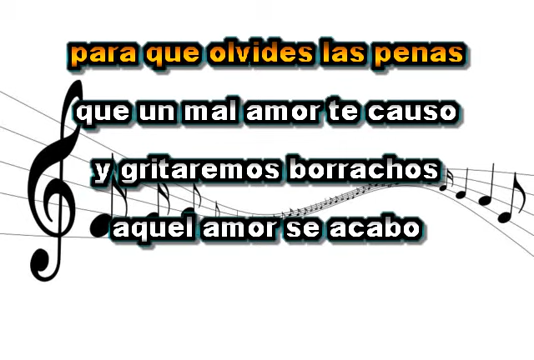 para que olvides las penas
que un mal amor te causo
y gritaremos borrachos
aquel amor se acabo